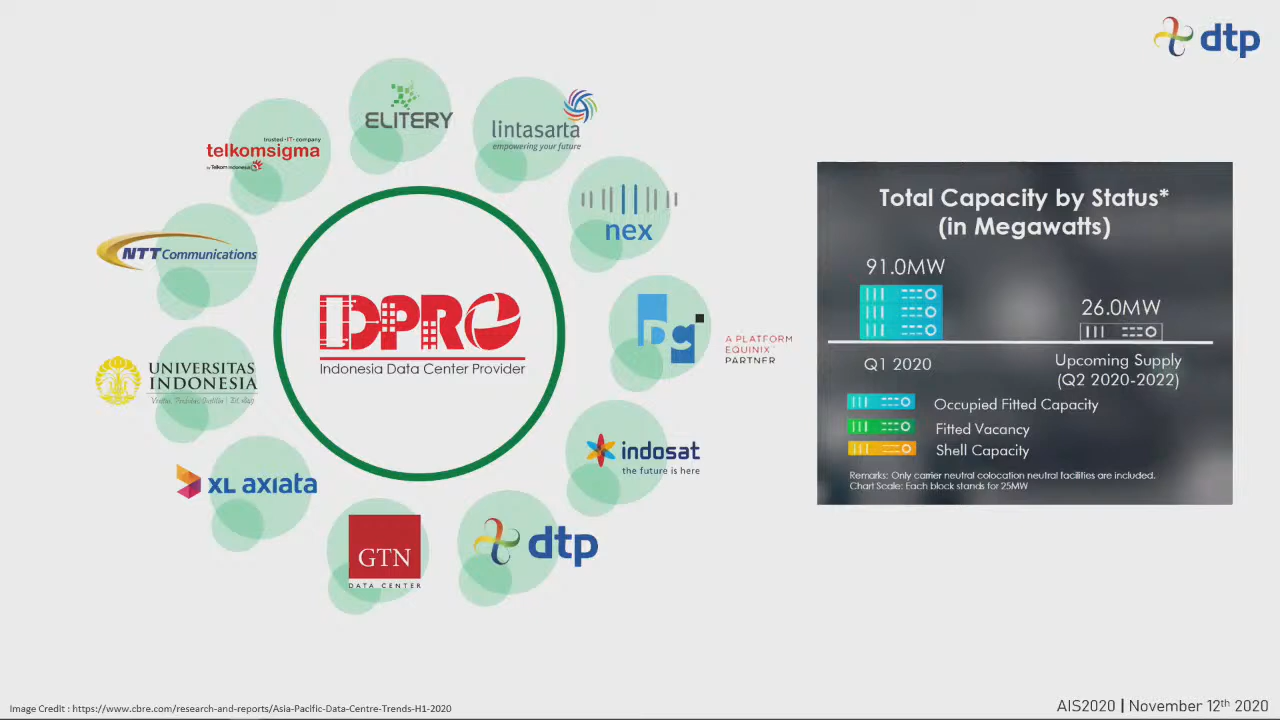 dtp
ELITERY
lintasarta
empowering your future
trusted • IT • company
telkomsigma
by Telkom Indonesia
nex
NTT Communications
DG
A PLATFORM
EQUINIX
PARTNER
IDPRO
Indonesia Data Center Provider
UNIVERSITAS
INDONESIA
indosat
the future is here
XL axiata
GTN
DATA CENTER
dtp
Total Capacity by Status*
(in Megawatts)
91.0MW
26.0MW
Q1 2020
Upcoming Supply
(Q2 2020-2022)
Occupied Fitted Capacity
Fitted Vacancy
Shell Capacity
Remarks: Only carrier neutral colocation neutral facilities are included.
Chart Scale: Each block stands for 25MW
Image Credit : https://www.cbre.com/research-and-reports/Asia-Pacific-Data-Centre-Trends-H1-2020
AIS2020 | November 12th 2020